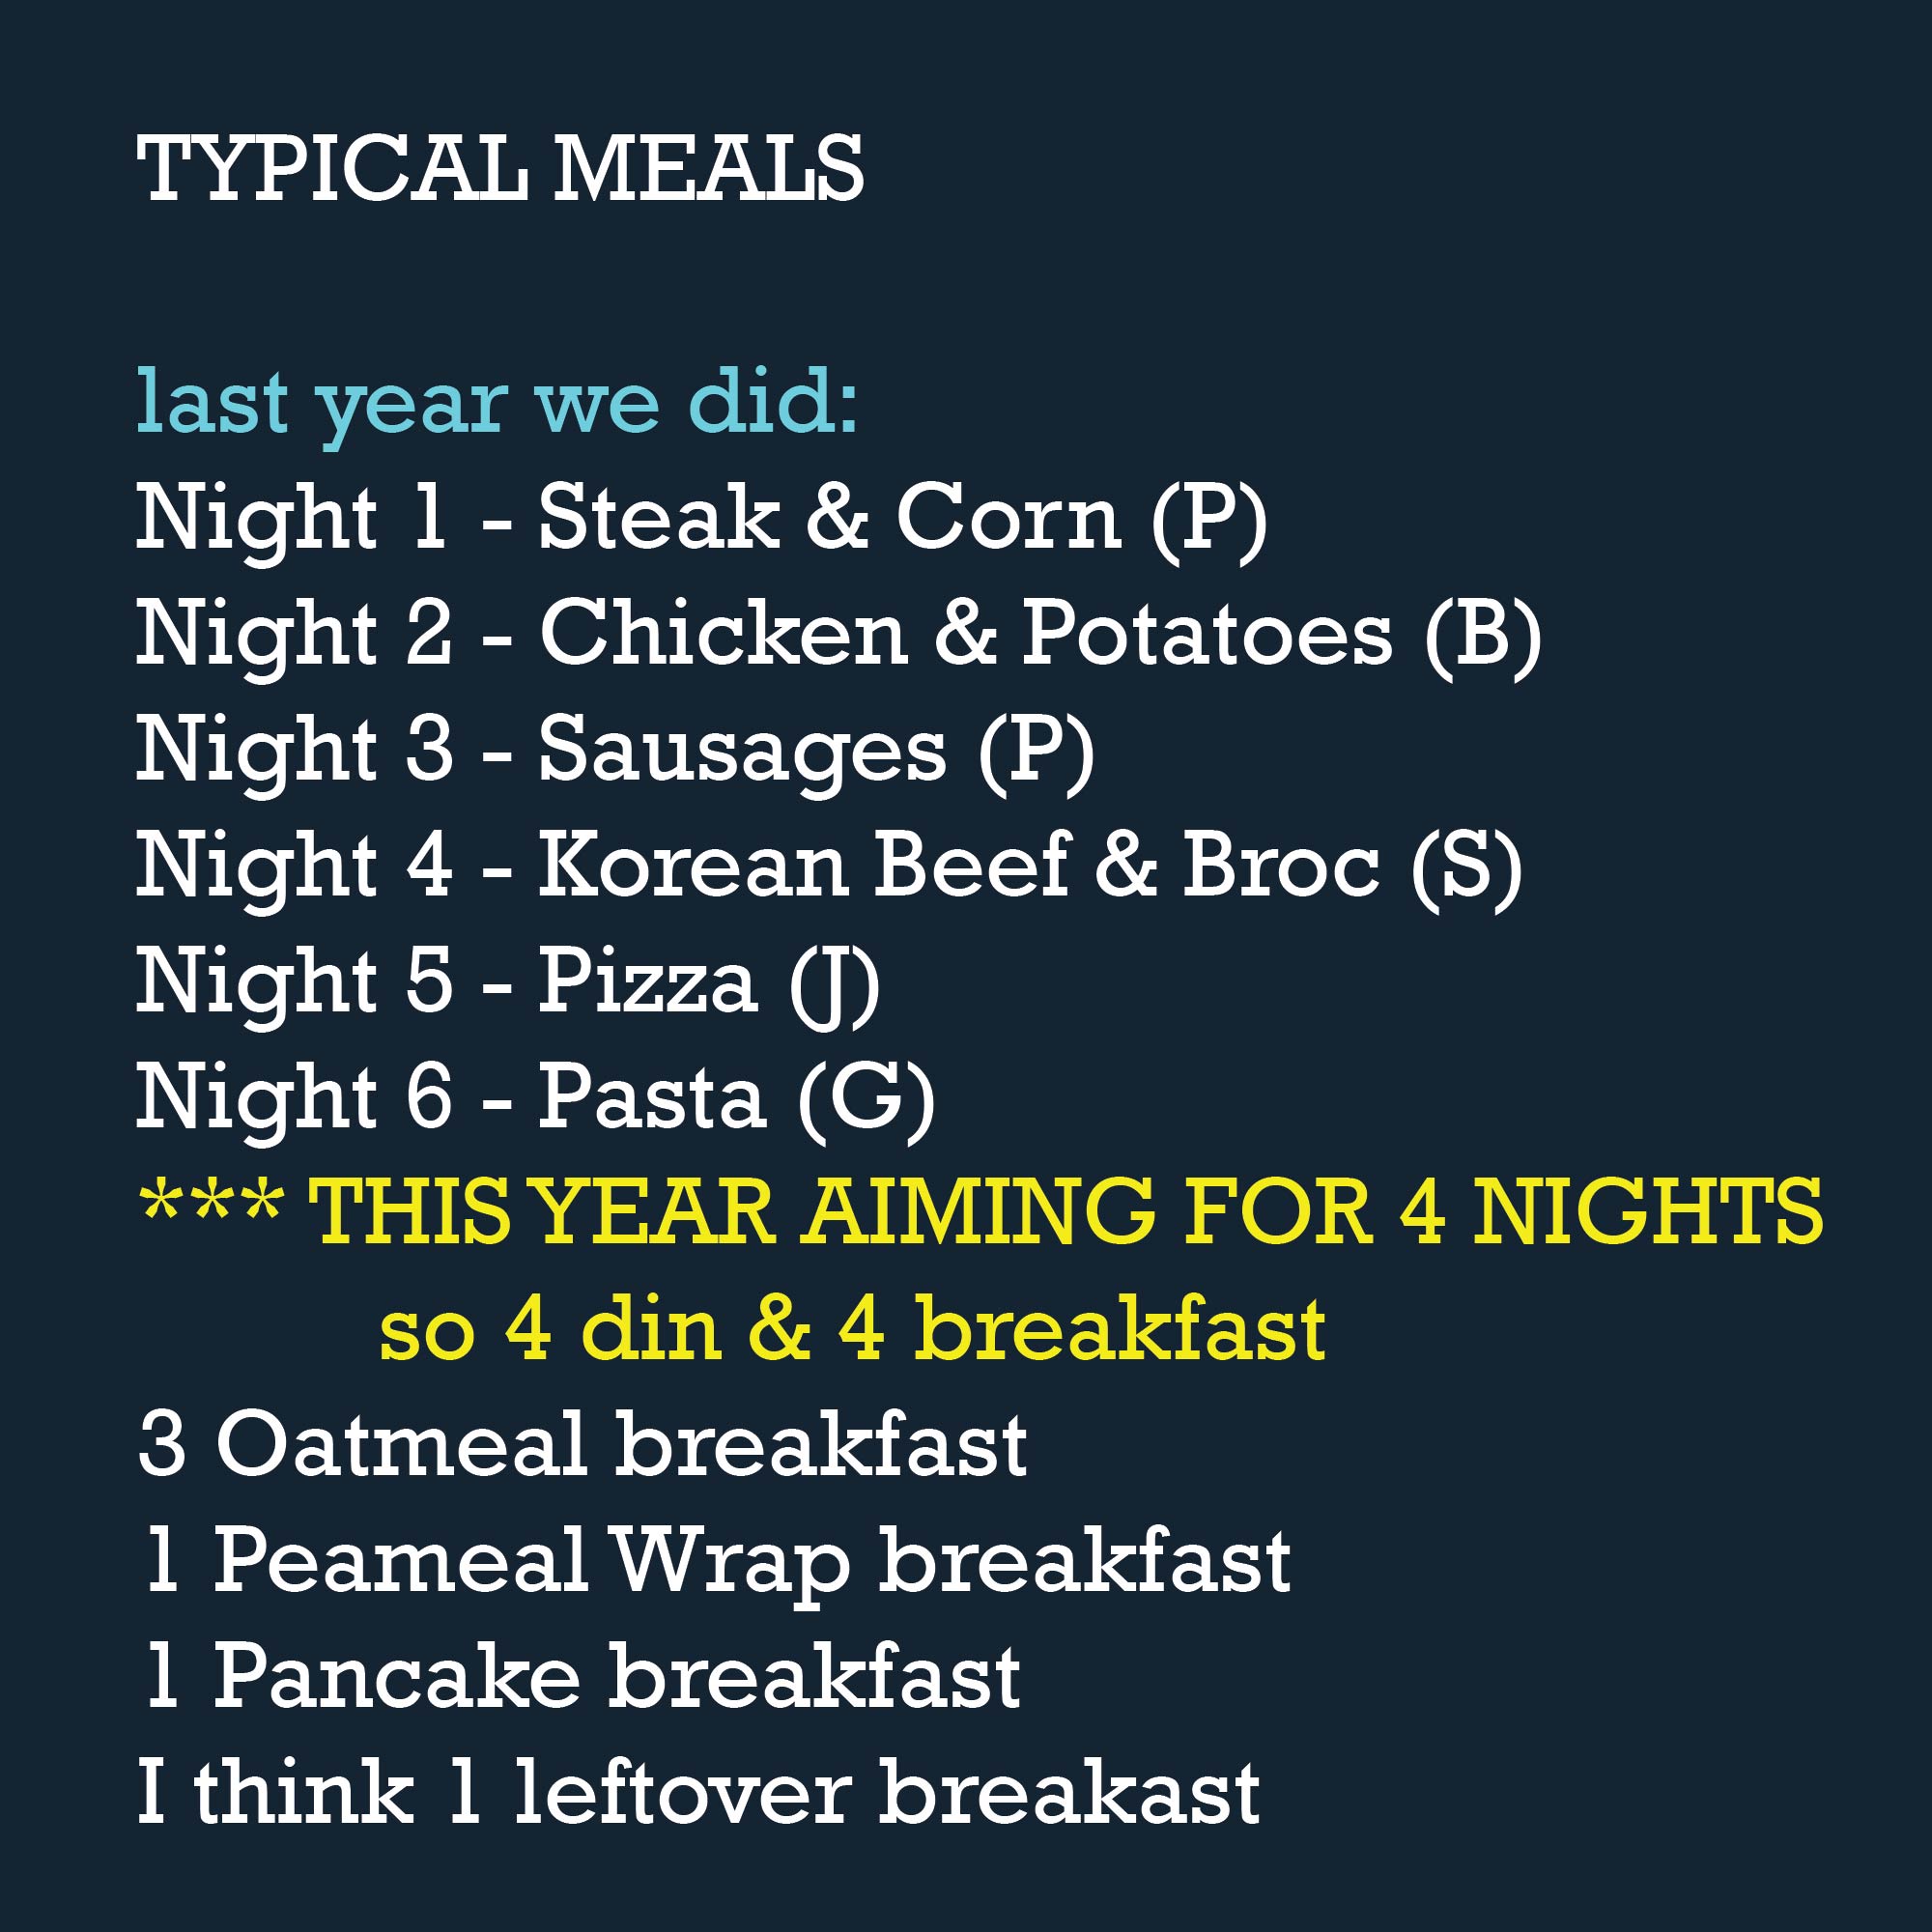 TYPICAL MEALS
last year we did:
Night 1 - Steak & Corn (P)
Night 2 - Chicken & Potatoes (B)
Night 3 - Sausages (P)
Night 4 - Korean Beef & Broc (S)
Night 5 - Pizza (J)
Night 6 - Pasta (G)
*** THIS YEAR AIMING FOR 4 NIGHTS
so 4 din & 4 breakfast
3 Oatmeal breakfast
1 Peameal Wrap breakfast
1 Pancake breakfast
I think 1 leftover breakast